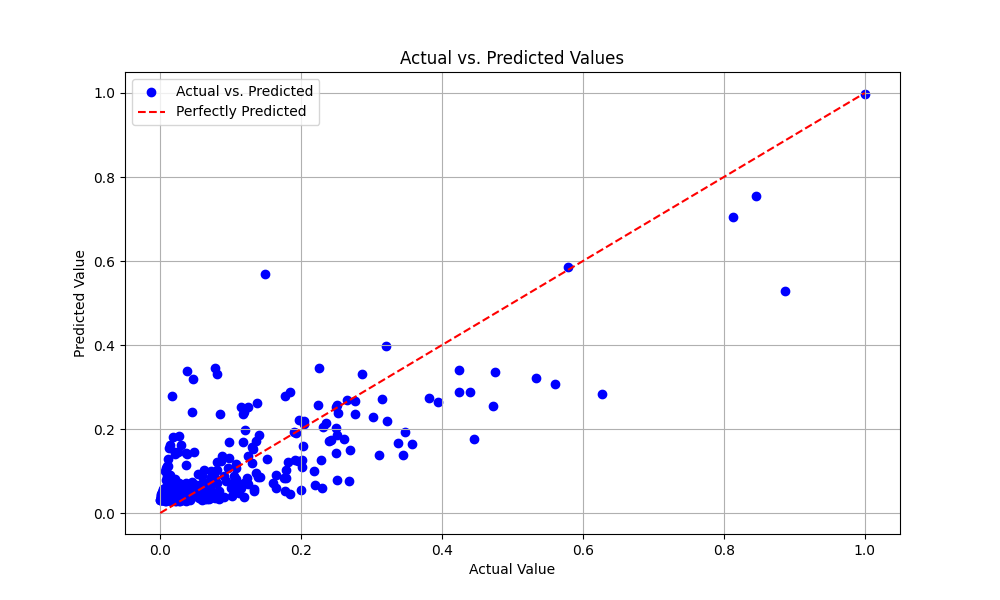 Actual vs. Predicted Values
Actual vs. Predicted
Perfectly Predicted
1.0
0.8
0.6
0.4
0.2
0.0
Predicted Value
0.0 0.2 0.4 0.6 0.8 1.0
Actual Value